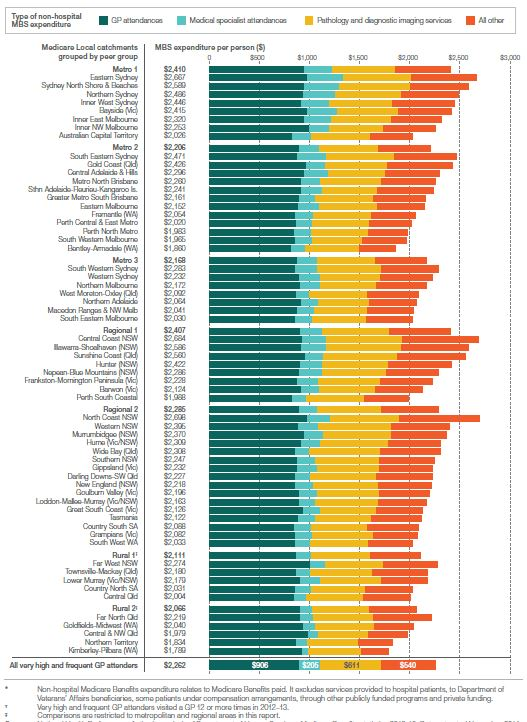 Type of non-hospital
MBS expenditure
GP attendances
Medical specialist attendances
Pathology and diagnostic imaging services
All other
Medicare Local catchments
grouped by peer group
MBS expenditure per person ($)
0 $500 $1,000 $1,500 $2,000 $2,500 $3,000
Metro 1 $2,410
Eastern Sydney $2,667
Sydney North Shore & Beaches $2,589
Northern Sydney $2,486
Inner West Sydney $2,446
Bayside (Vic) $2,415
Inner East Melbourne $2,320
Inner NW Melbourne $2,253
Australian Capital Territory $2,026
Metro 2 $2,206
South Eastern Sydney $2,471
Gold Coast (Qld) $2,426
Central Adelaide & Hills $2,296
Metro North Brisbane $2,260
Sthn Adelaide-Fleurieu-Kangaroo Is. $2,241
Greater Metro South Brisbane $2,161
Eastern Melbourne $2,152
Fremantle (WA) $2,054
Perth Central & East Metro $2,020
Perth North Metro $1,983
South Western Melbourne $1,965
Bentley-Armadale (WA) $1,860
Metro 3 $2,168
South Western Sydney $2,283
Western Sydney $2,232
Northern Melbourne $2,172
West Moreton-Oxley (Qld) $2,092
Northern Adelaide $2,064
Macedon Ranges & NW Melb $2,041
South Eastern Melbourne $2,030
Regional 1 $2,407
Central Coast NSW $2,684
Illawarra-Shoalhaven (NSW) $2,586
Sunshine Coast (Qld) $2,560
Hunter (NSW) $2,422
Nepean-Blue Mountains (NSW) $2,286
Frankston-Mornington Peninsula (Vic) $2,228
Barwon (Vic) $2,124
Perth South Coastal $1,988
Regional 2 $2,285
North Coast NSW $2,698
Western NSW $2,395
Murrumbidgee (NSW) $2,370
Hume (Vic/NSW) $2,309
Wide Bay (Qld) $2,308
Southern NSW $2,247
Gippsland (Vic) $2,232
Darling Downs-SW Qld $2,227
New England (NSW) $2,218
Goulburn Valley (Vic) $2,196
Loddon-Mallee-Murray (Vic/NSW) $2,163
Great South Coast (Vic) $2,126
Tasmania $2,122
Country South SA $2,088
Grampians (Vic) $2,082
South West WA $2,033
Rural 1‡ $2,111
Far West NSW $2,274
Townsville-Mackay (Qld) $2,180
Lower Murray (Vic/NSW) $2,179
Country North SA $2,031
Central Qld $2,004
Rural 2‡ $2,066
Far North Qld $2,219
Goldfields-Midwest (WA) $2,040
Central & NW Qld $1,979
Northern Territory $1,834
Kimberley-Pilbara (WA) $1,789
All very high and frequent GP attenders $2,262 $906 $205 $611 $540
* Non-hospital Medicare Benefits expenditure relates to Medicare Benefits paid. It excludes services provided to hospital patients, to Department of
Veterans' Affairs beneficiaries, some patients under compensation arrangements, through other publicly funded programs and private funding.
† Very high and frequent GP attenders visited a GP 12 or more times in 2012–13.
‡ Comparisons are restricted to metropolitan and regional areas in this report.